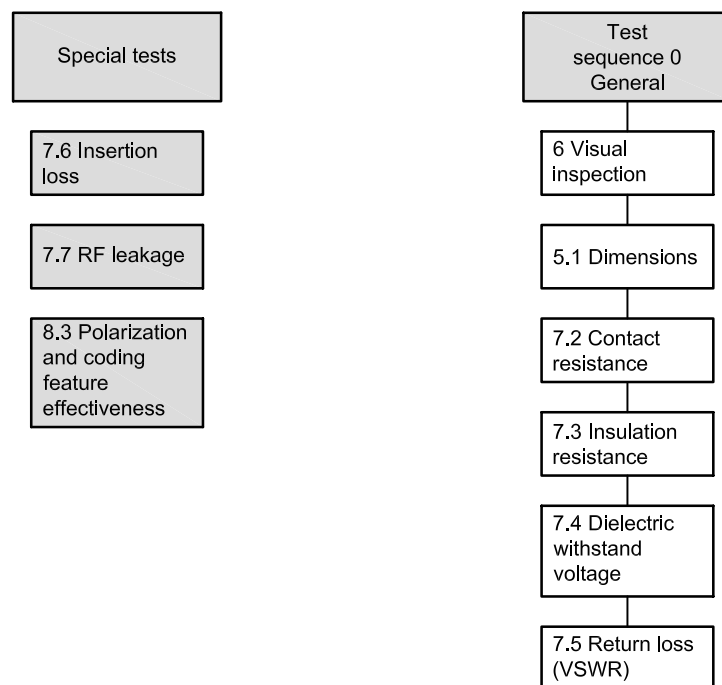 Special tests
7.6 Insertion
loss
7.7 RF leakage
8.3 Polarization
and coding
feature
effectiveness
Test
sequence 0
General
6 Visual
inspection
5.1 Dimensions
7.2 Contact
resistance
7.3 Insulation
resistance
7.4 Dielectric
withstand
voltage
7.5 Return loss
(VSWR)